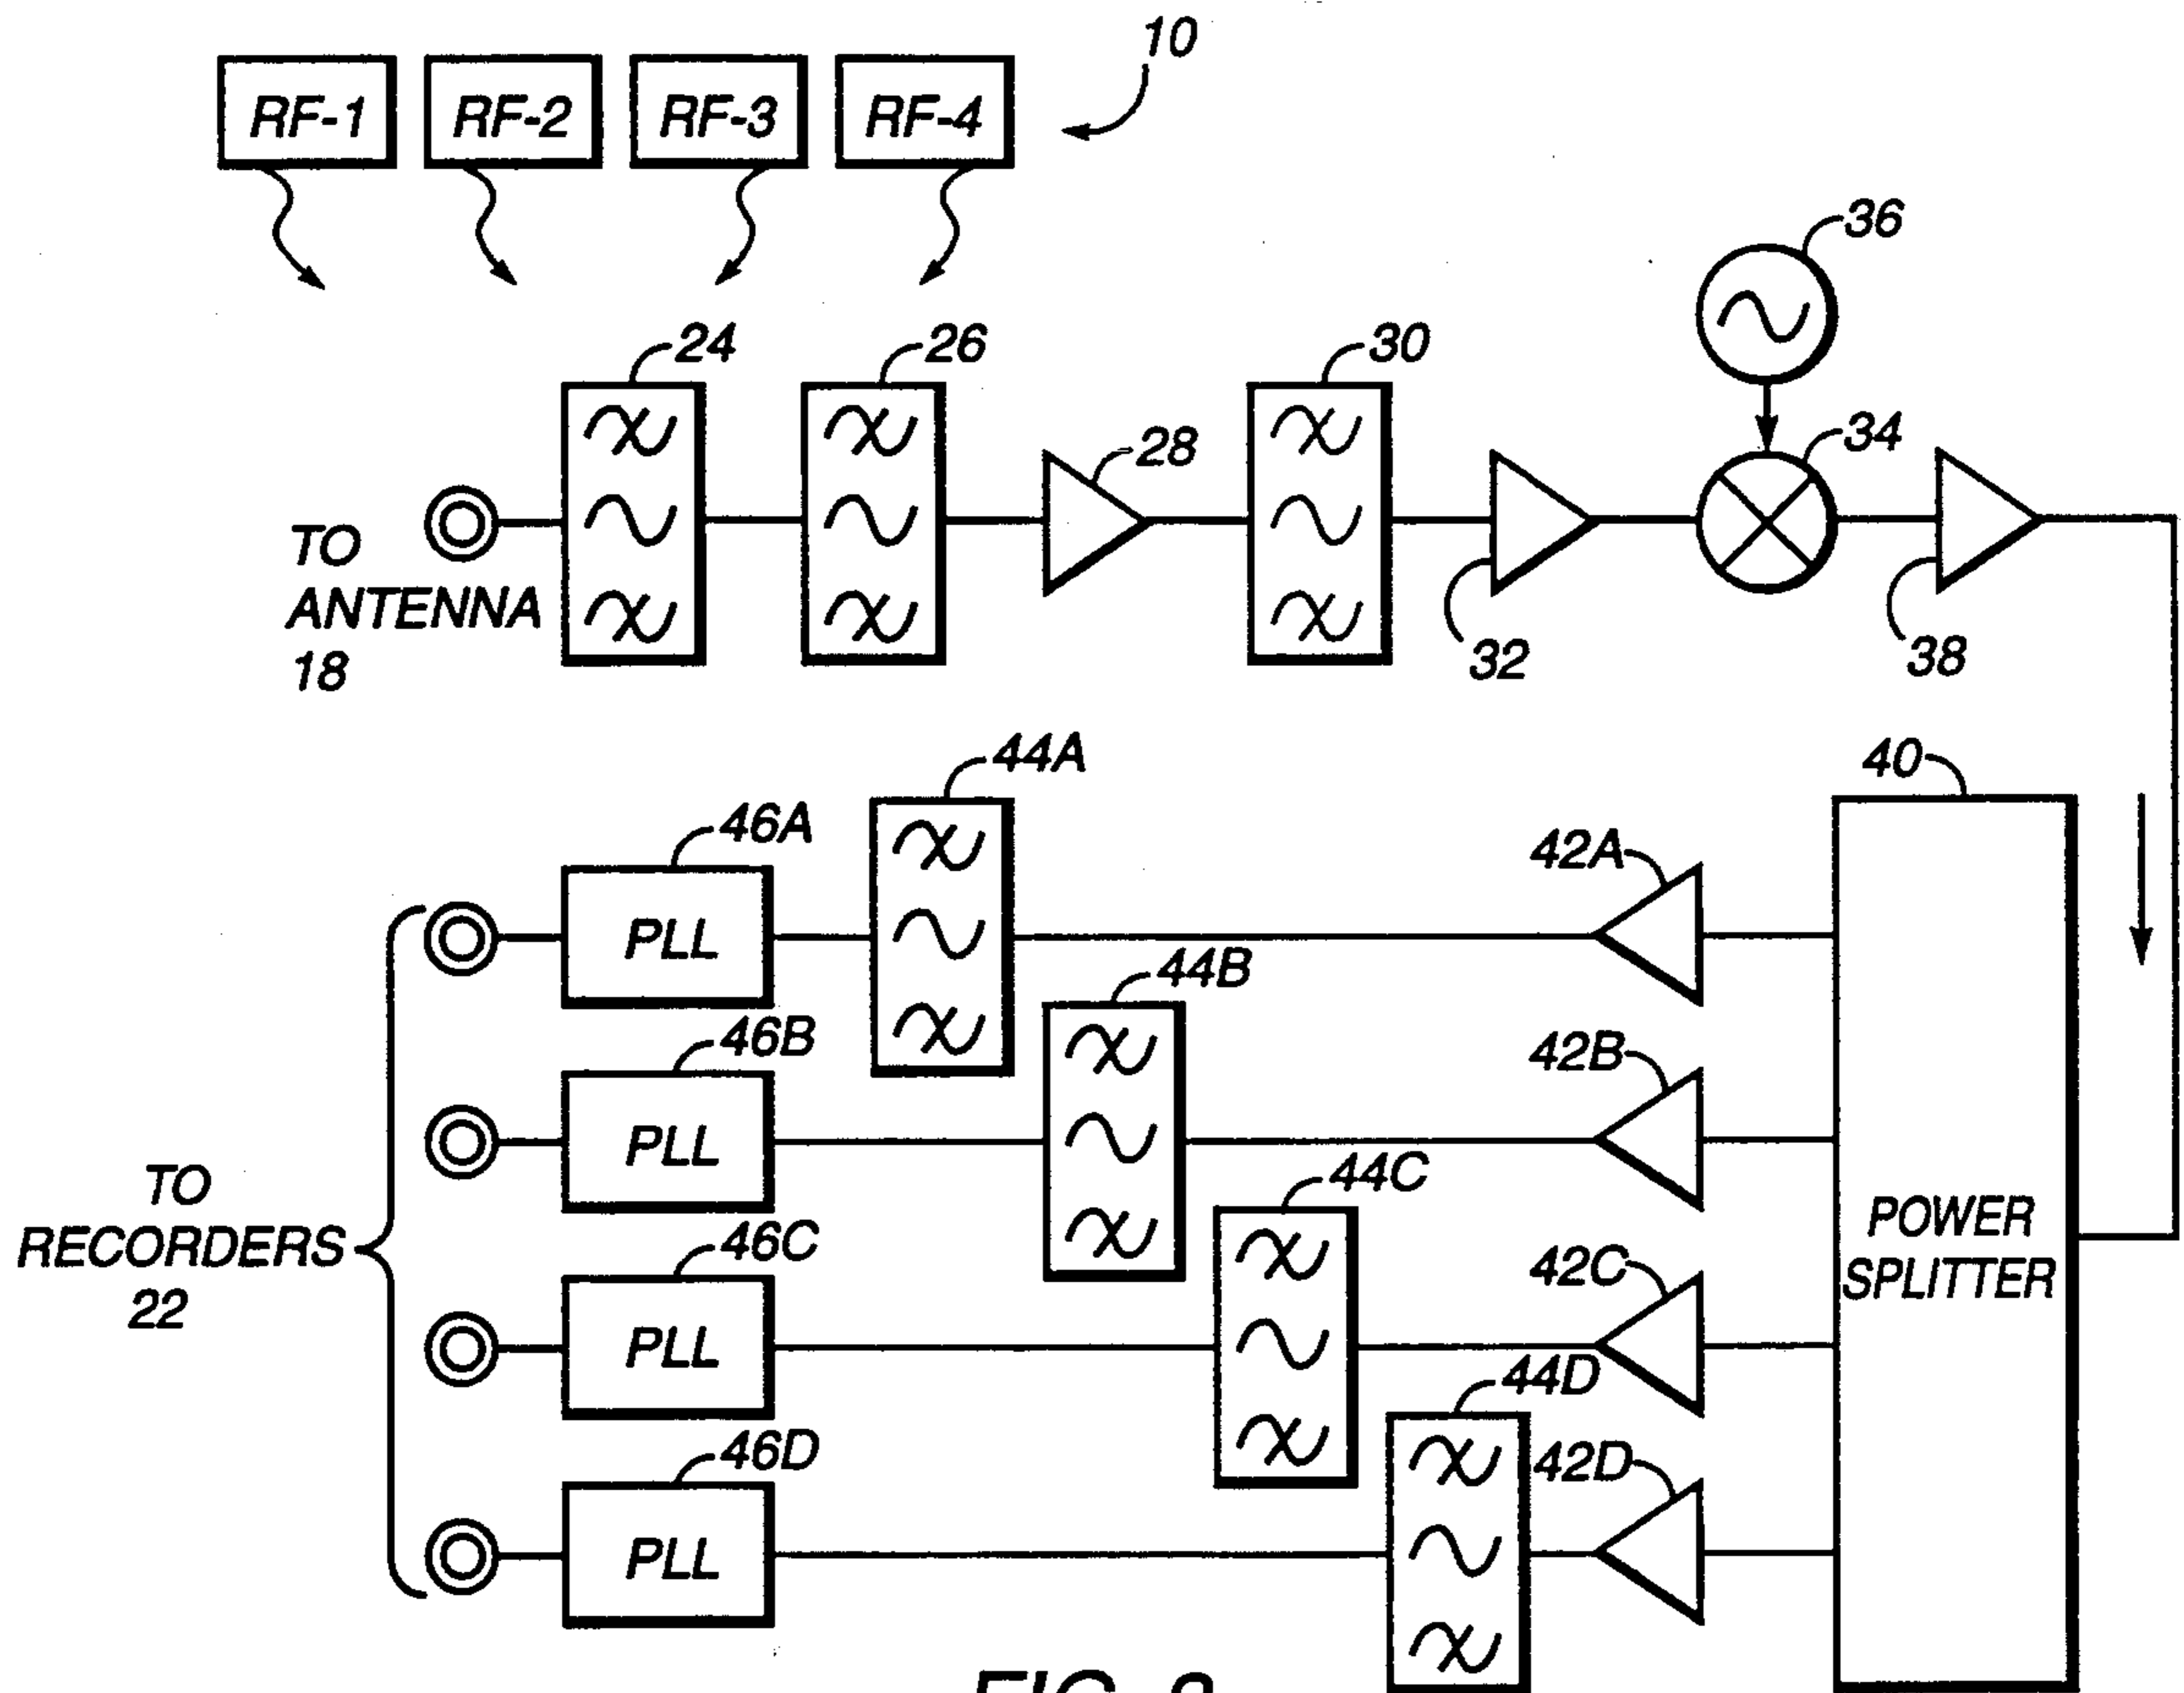 10
RF-1 RF-2 RF-3 RF-4
36
24 26 30
28 34
TO
ANTENNA
18
32 38
44A 40
46A 42A
PLL
44B
46B 42B
PLL
TO
RECORDERS
22
44C
46C 42C
PLL
POWER
SPLITTER
44D
46D 42D
PLL